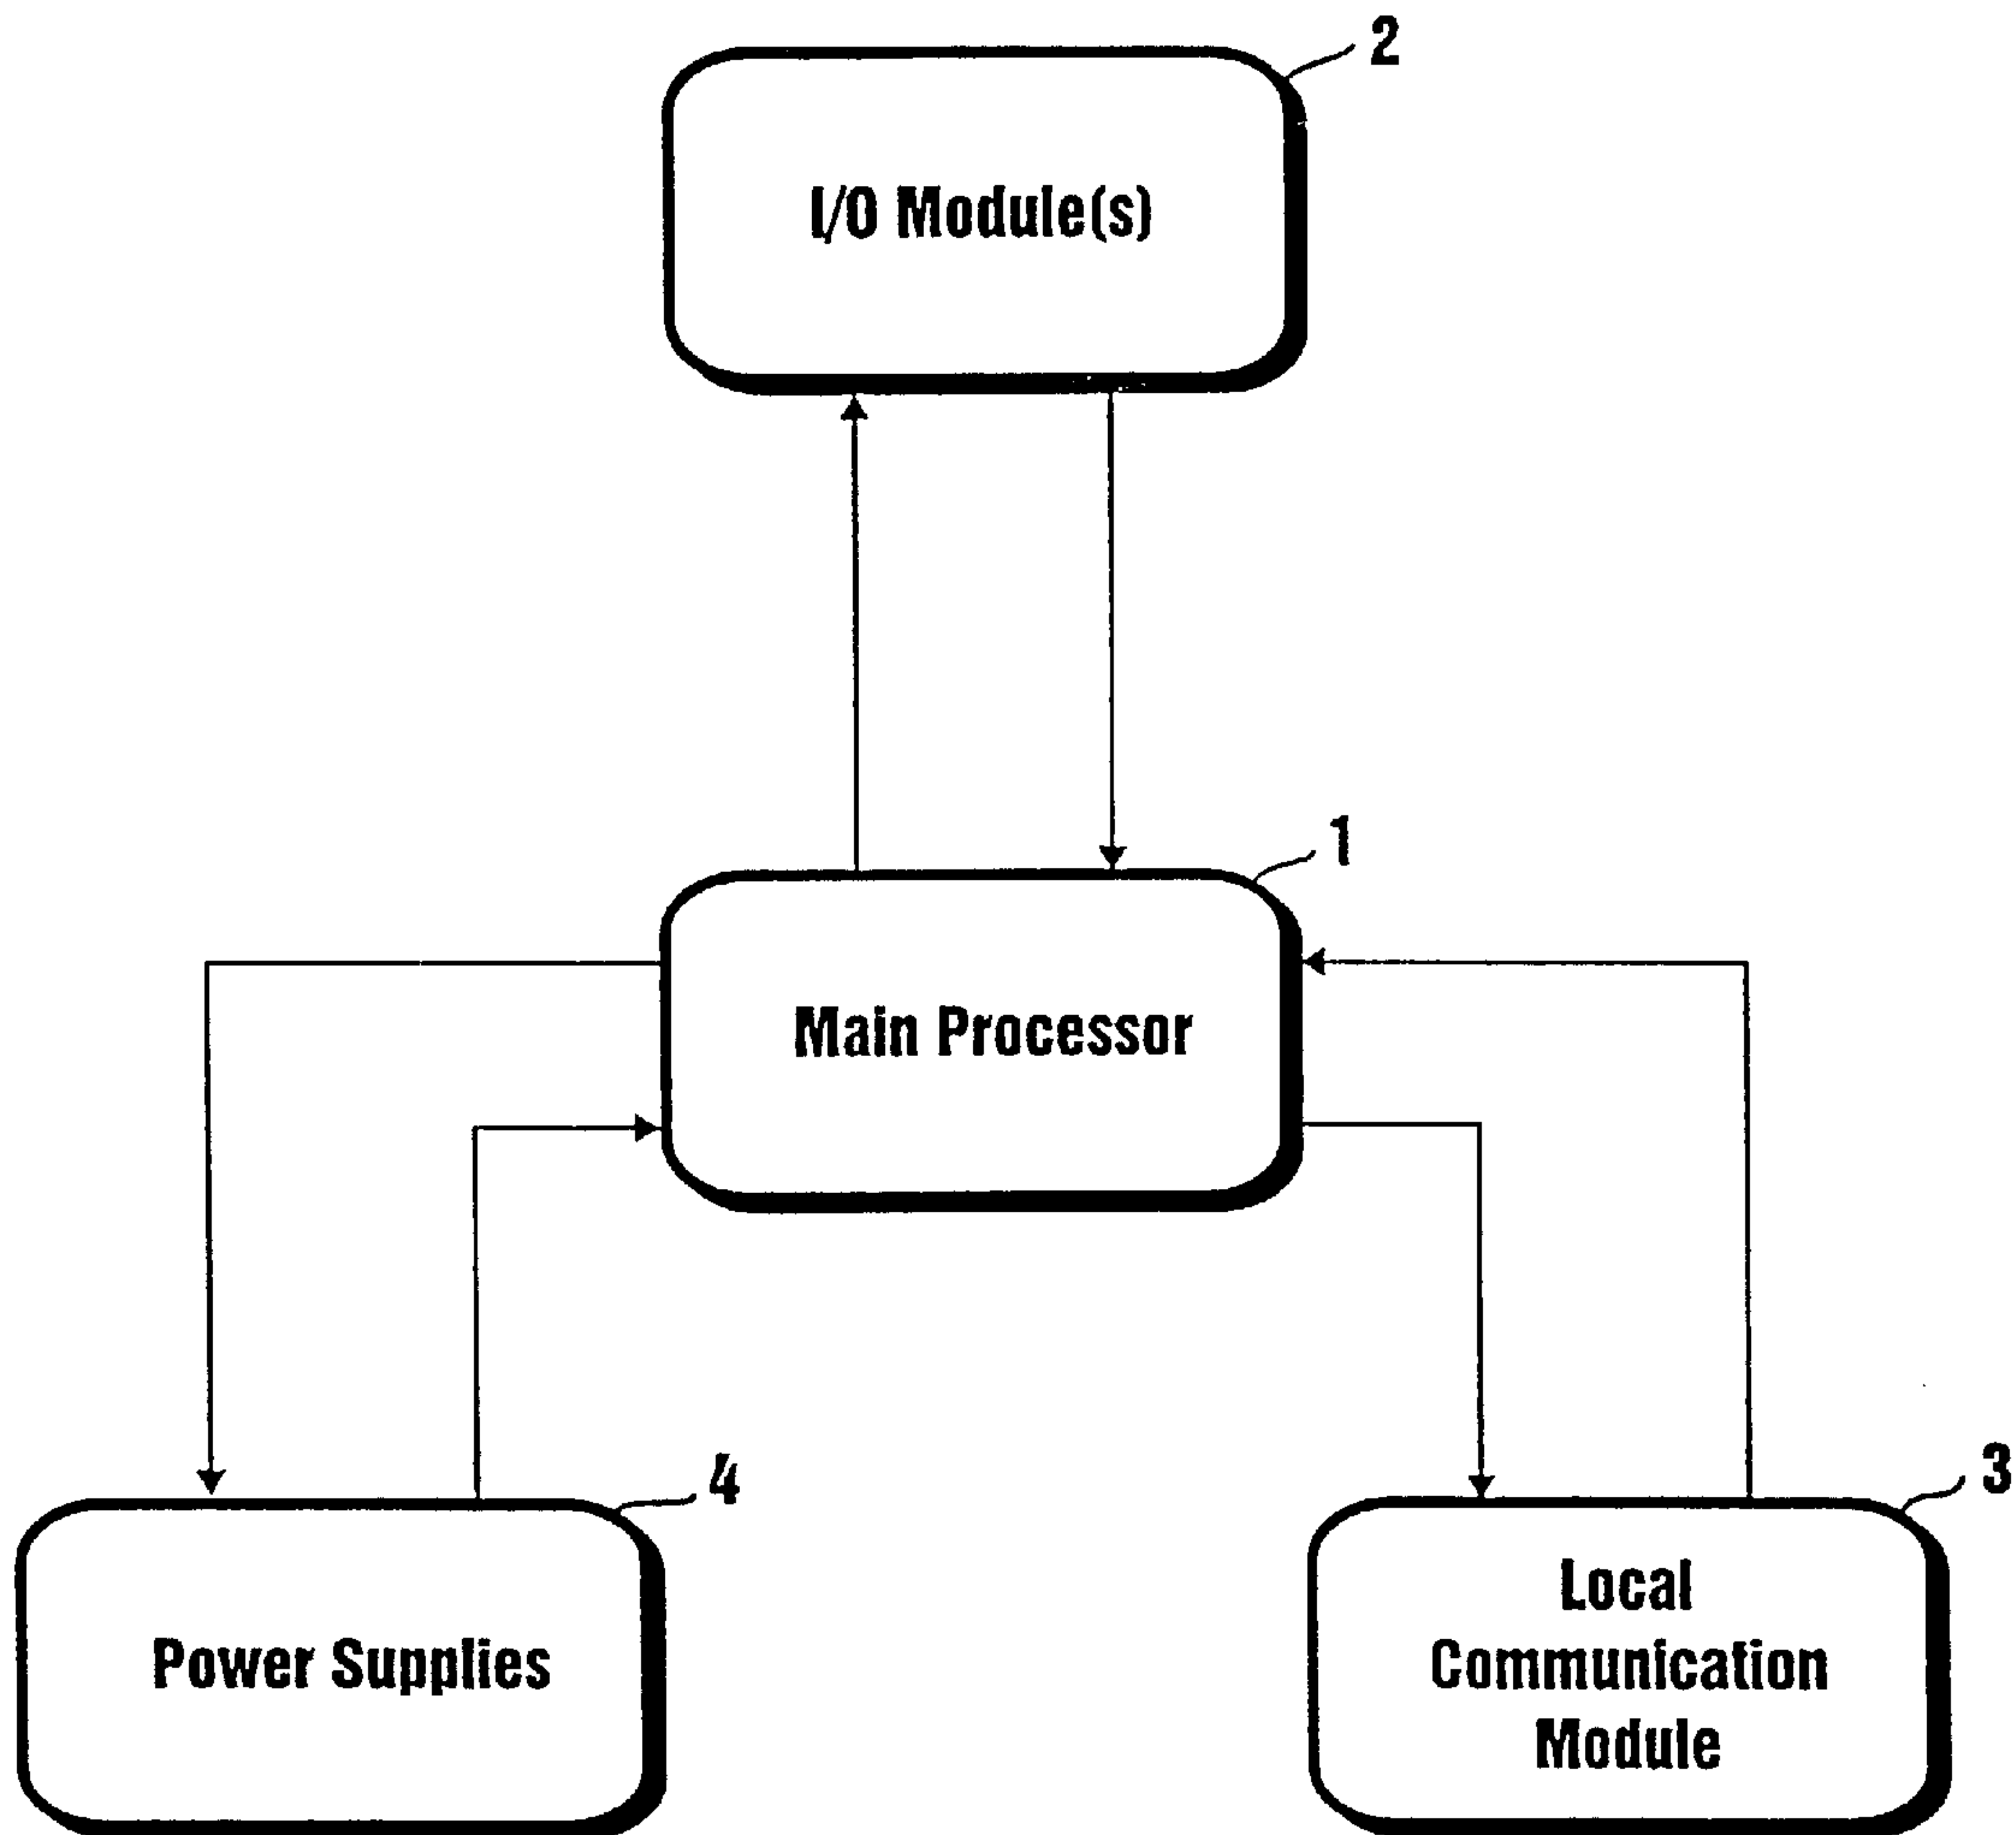 2
I/O Module(s)
1
Main Processor
4
Power Supplies
3
Local
Communication
Module